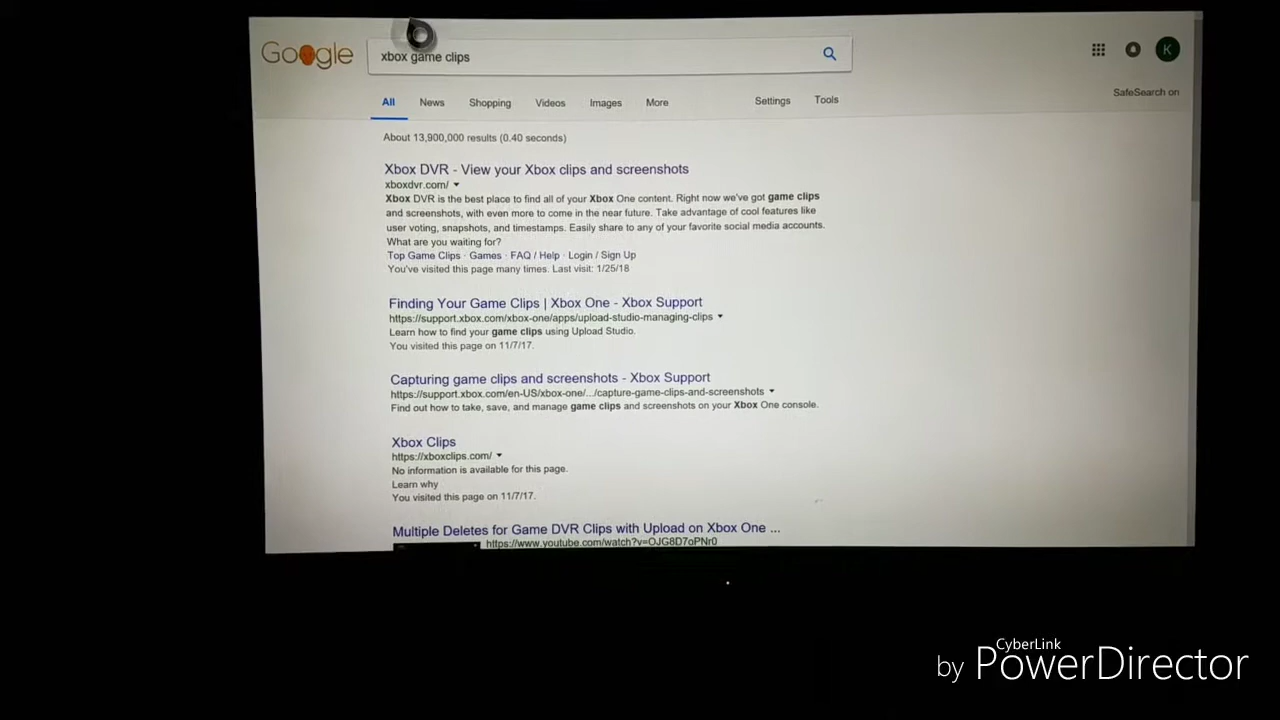 Google
xbox game clips
K
SafeSearch on
All News Shopping Videos Images More Settings Tools
About 13,900,000 results (0.40 seconds)
Xbox DVR - View your Xbox clips and screenshots
xboxdvr.com/
Xbox DVR is the best place to find all of your Xbox One content. Right now we've got game clips
and screenshots, with even more to come in the near future. Take advantage of cool features like
user voting, snapshots, and timestamps. Easily share to any of your favorite social media accounts.
What are you waiting for?
Top Game Clips · Games · FAQ / Help · Login / Sign Up
You've visited this page many times. Last visit: 1/25/18
Finding Your Game Clips | Xbox One - Xbox Support
https://support.xbox.com/xbox-one/apps/upload-studio-managing-clips
Learn how to find your game clips using Upload Studio.
You visited this page on 11/7/17.
Capturing game clips and screenshots - Xbox Support
https://support.xbox.com/en-US/xbox-one/.../capture-game-clips-and-screenshots
Find out how to take, save, and manage game clips and screenshots on your Xbox One console.
Xbox Clips
https://xboxclips.com/
No information is available for this page.
Learn why
You visited this page on 11/7/17.
Multiple Deletes for Game DVR Clips with Upload on Xbox One ...
https://www.youtube.com/watch?v=OJG8D7oPNr0
CyberLink
by PowerDirector